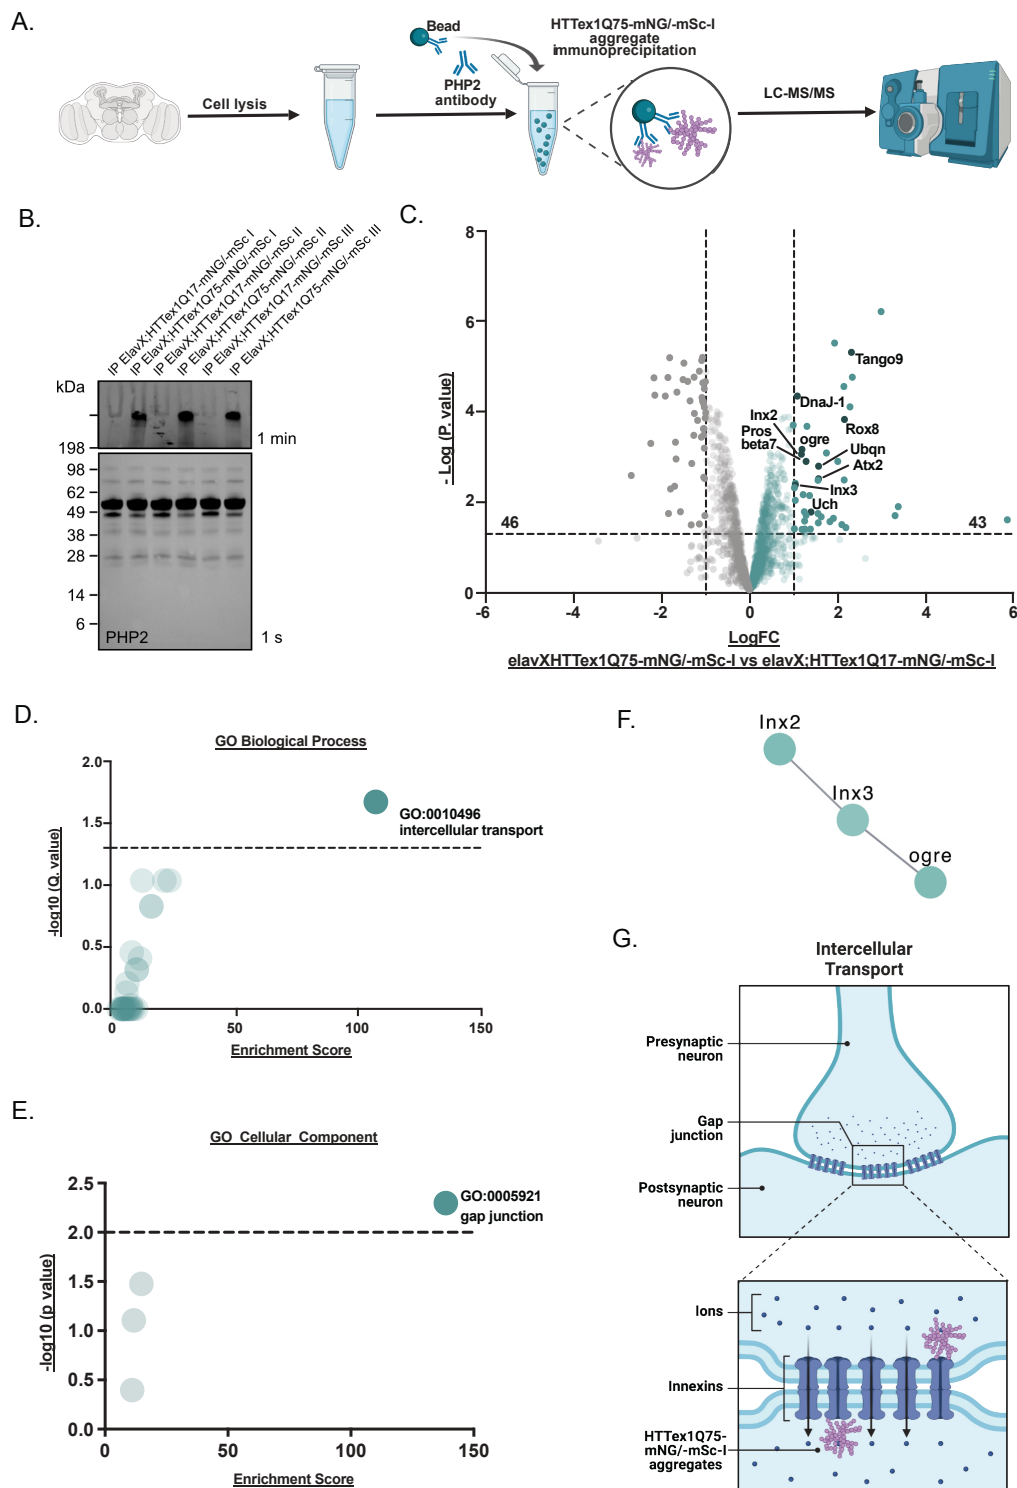 A.
Bead
PHP2
antibody
HTTex1Q75-mNG/-mSc-I
aggregate
immunoprecipitation
Cell lysis
LC-MS/MS
B.
IP ElavX;HTTex1Q17-mNG/-mSc I
IP ElavX;HTTex1Q75-mNG/-mSc I
IP ElavX;HTTex1Q17-mNG/-mSc II
IP ElavX;HTTex1Q75-mNG/-mSc II
IP ElavX;HTTex1Q17-mNG/-mSc III
IP ElavX;HTTex1Q75-mNG/-mSc III
kDa
198
98
62
49
38
28
14
6
1 min
PHP2
1 s
C.
- Log (P. value)
8
6
4
2
0
-6
-4
-2
0
2
4
6
46
43
Tango9
DnaJ-1
Inx2
Pros
beta7
ogre
Rox8
Ubqn
Atx2
Inx3
Uch
LogFC
elavXHTTex1Q75-mNG/-mSc-I vs elavX;HTTex1Q17-mNG/-mSc-I
D.
GO Biological Process
-log10 (Q. value)
2.0
1.5
1.0
0.5
0.0
0
50
100
150
GO:0010496
intercellular transport
Enrichment Score
E.
GO Cellular Component
-log10 (p value)
2.5
2.0
1.5
1.0
0.5
0.0
0
50
100
150
GO:0005921
gap junction
Enrichment Score
F.
Inx2
Inx3
ogre
G.
Intercellular
Transport
Presynaptic
neuron
Gap
junction
Postsynaptic
neuron
Ions
Innexins
HTTex1Q75-
mNG/-mSc-I
aggregates